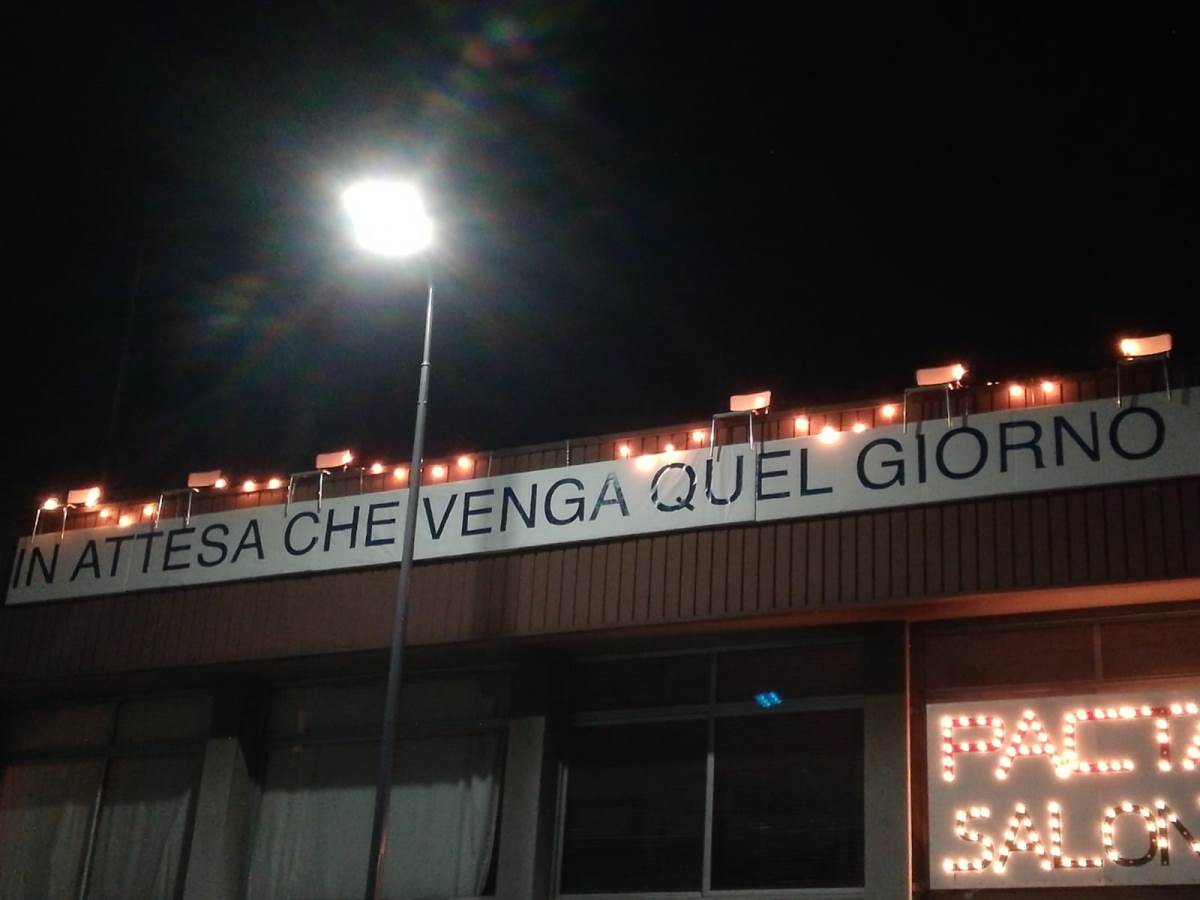 IN ATTESA CHE VENGA QUEL GIORNO
PACTA
SALON